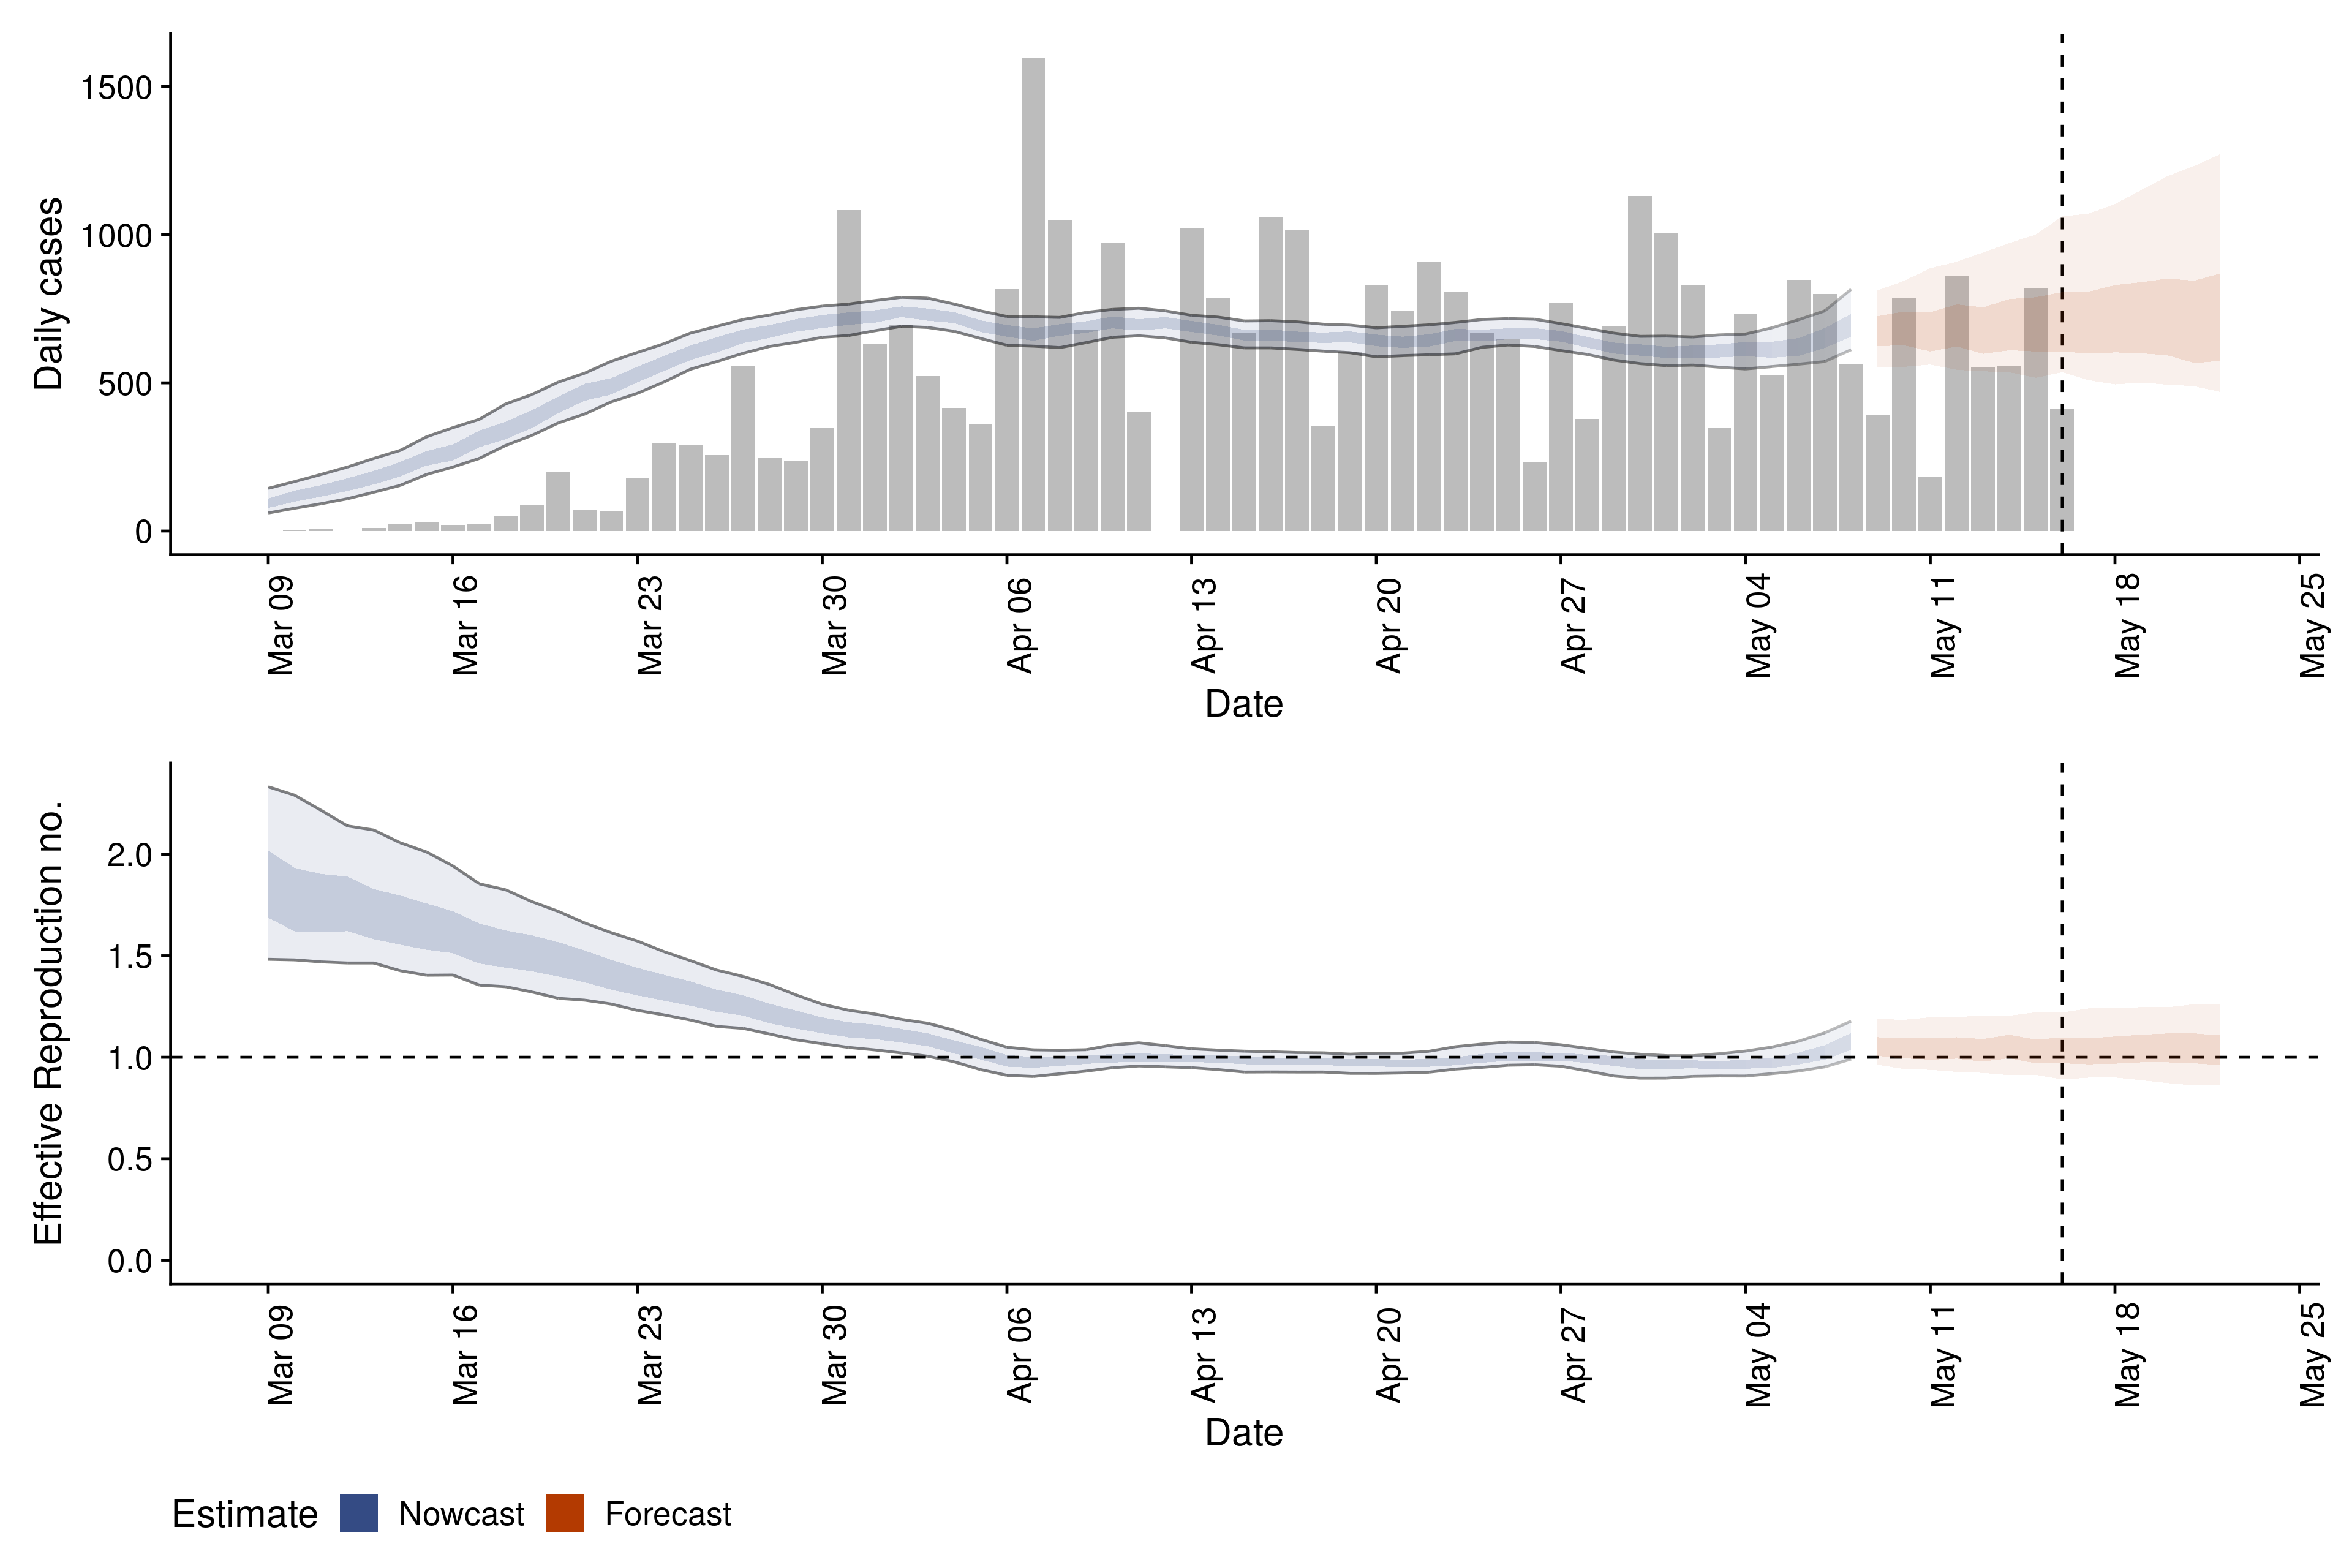 Daily cases
1500
1000
500
0
Mar 09
Mar 16
Mar 23
Mar 30
Apr 06
Apr 13
Apr 20
Apr 27
May 04
May 11
May 18
May 25
Date
Effective Reproduction no.
2.0
1.5
1.0
0.5
0.0
Mar 09
Mar 16
Mar 23
Mar 30
Apr 06
Apr 13
Apr 20
Apr 27
May 04
May 11
May 18
May 25
Date
Estimate Nowcast Forecast